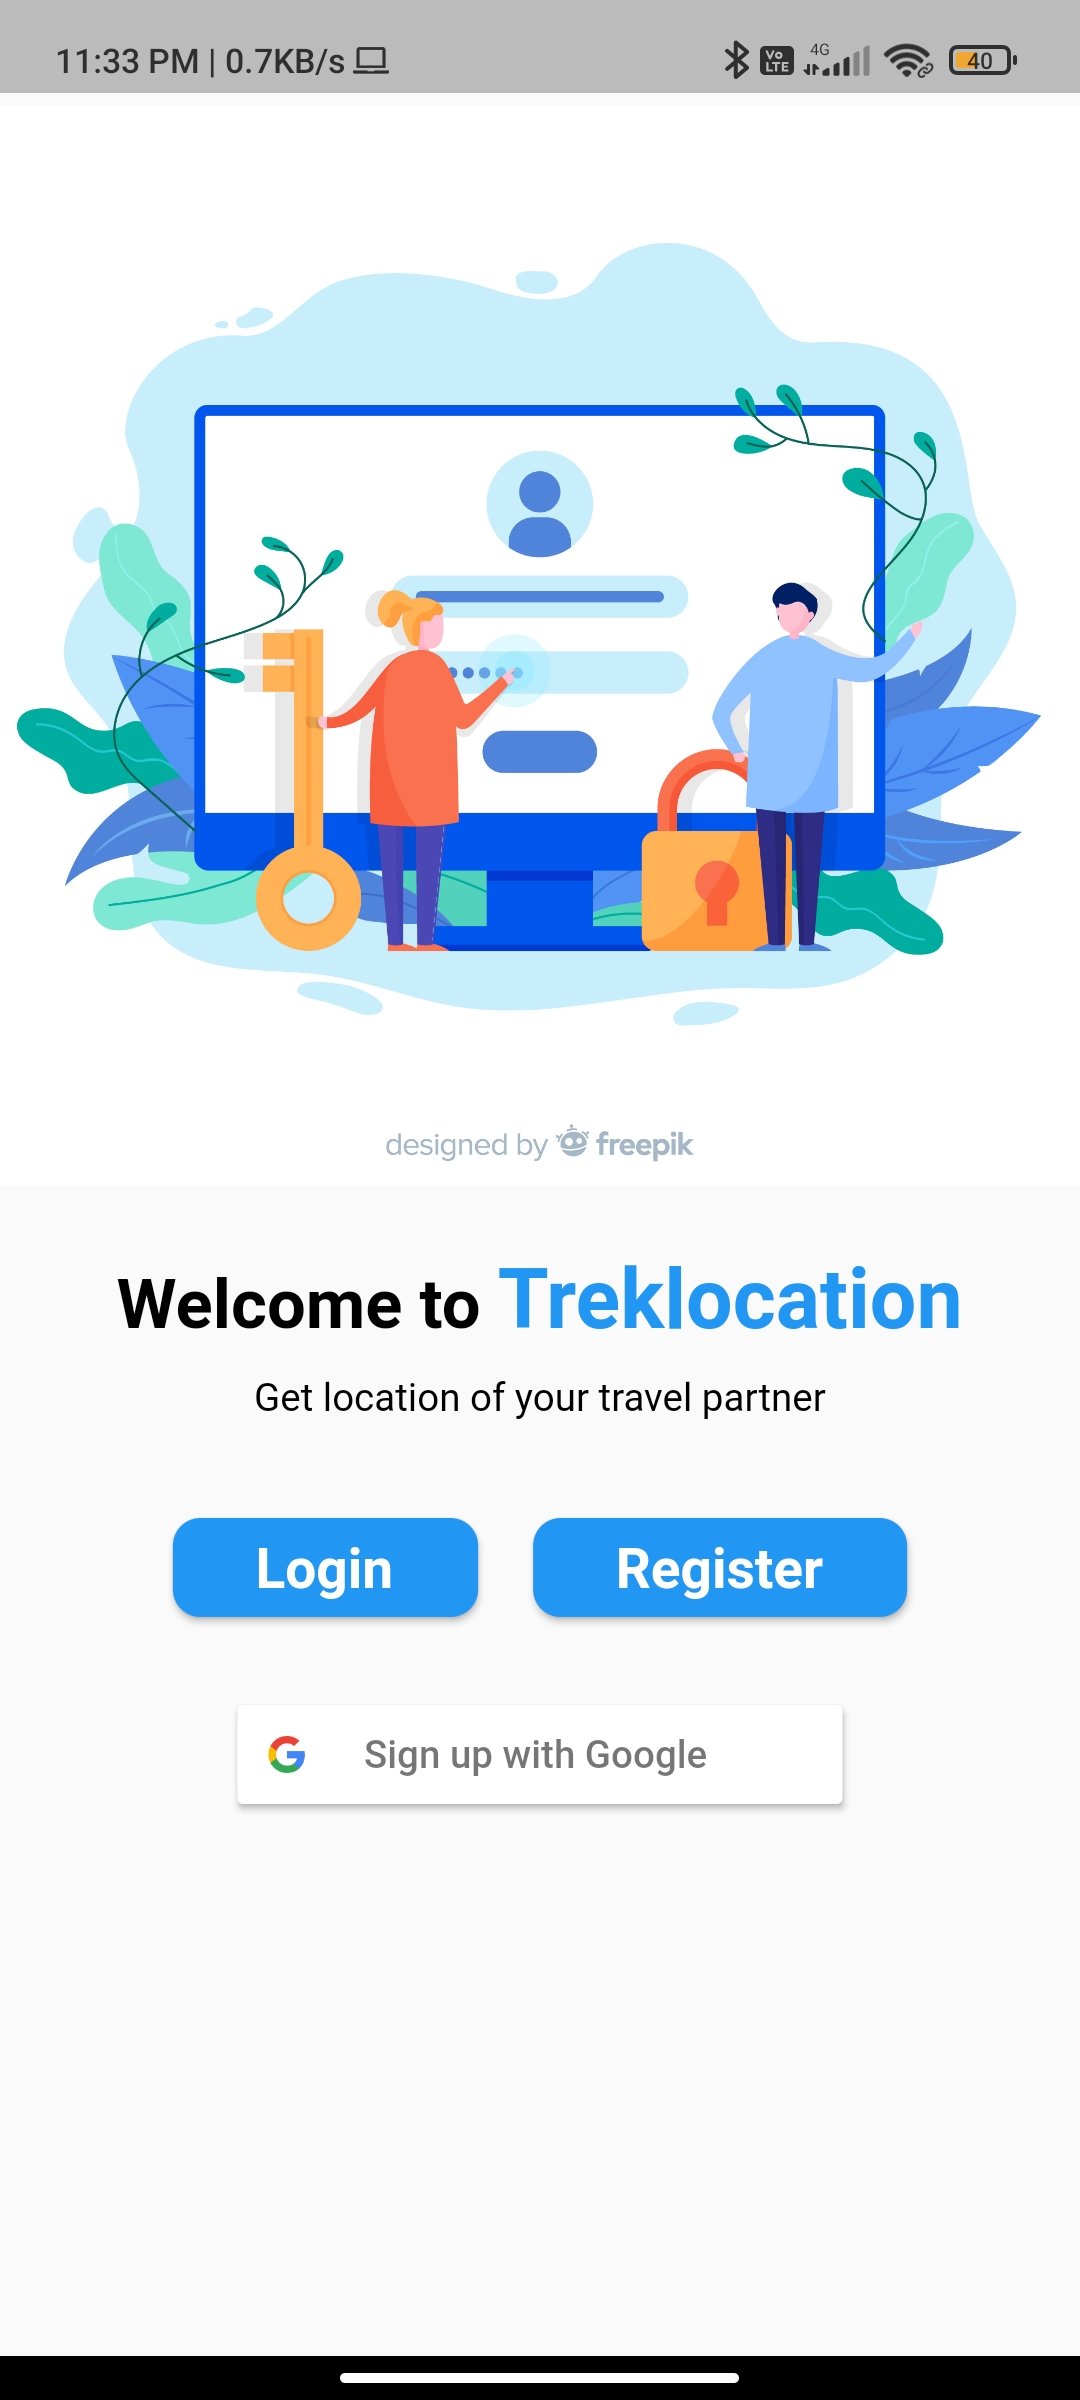 11:33 PM | 0.7KB/s
Vo LTE 4G 40
designed by freepik
Welcome to Treklocation
Get location of your travel partner
Login Register
Sign up with Google